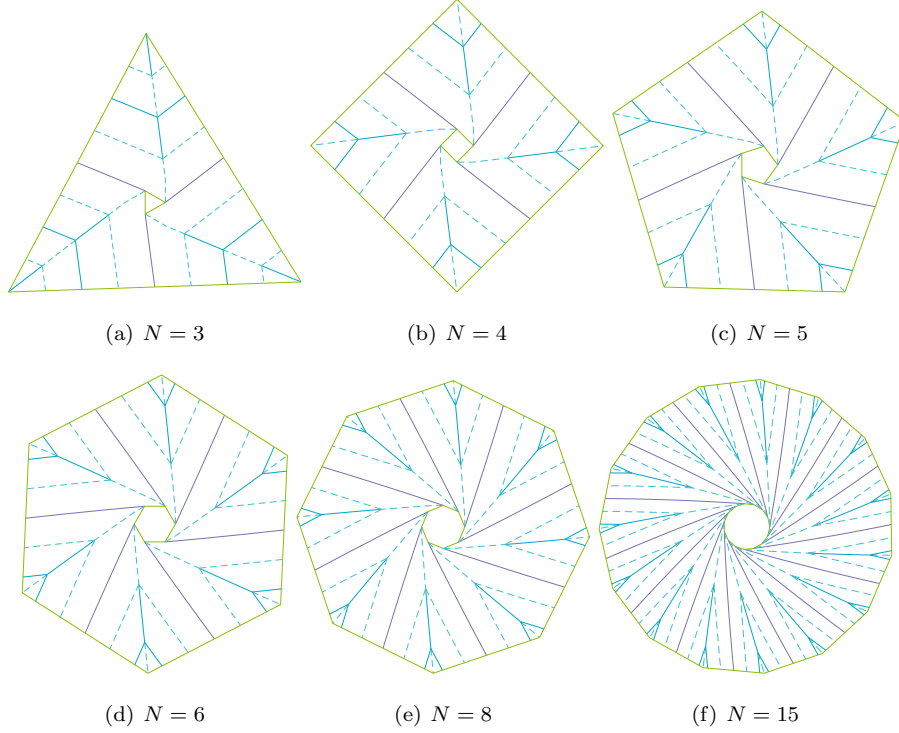 (a) N = 3
(b) N = 4
(c) N = 5
(d) N = 6
(e) N = 8
(f) N = 15